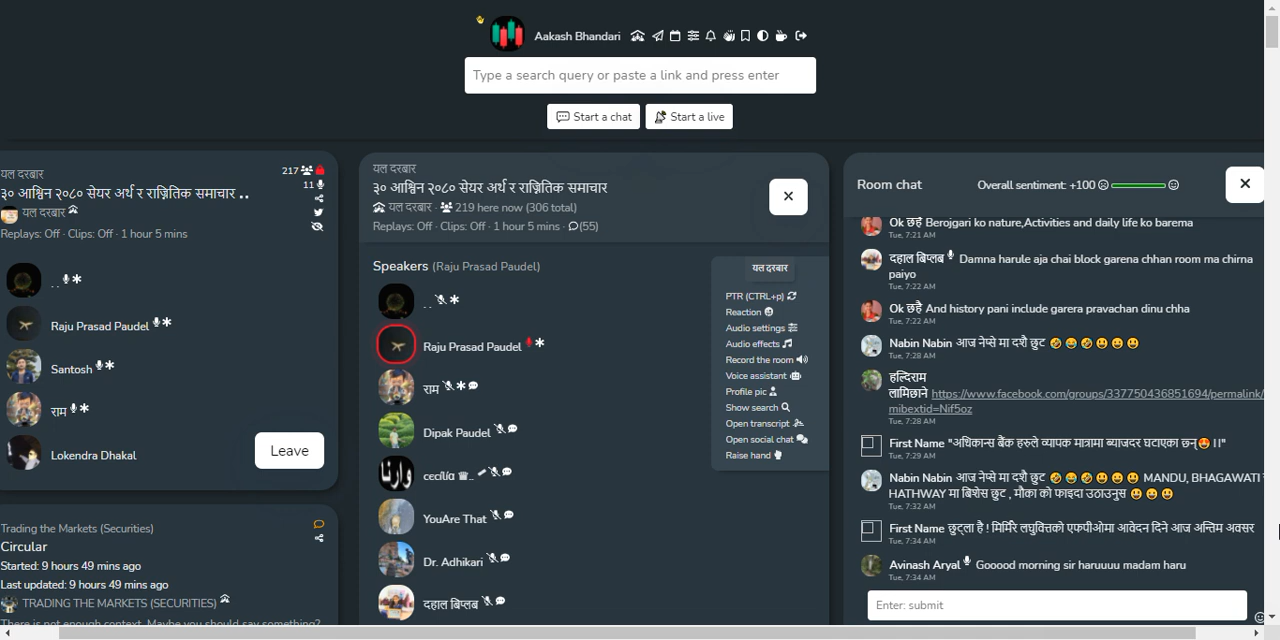 Aakash Bhandari
Type a search query or paste a link and press enter
Start a chat
Start a live
यल दरबार
३० आश्विन २०८० सेयर अर्थ र राज्नितिक समाचार ..
यल दरबार
Replays: Off · Clips: Off · 1 hour 5 mins
217
11
. .
Raju Prasad Paudel
Santosh
राम
Lokendra Dhakal
Leave
Trading the Markets (Securities)
Circular
Started: 9 hours 49 mins ago
Last updated: 9 hours 49 mins ago
TRADING THE MARKETS (SECURITIES)
There is not enough context. Maybe you should say something?
यल दरबार
३० आश्विन २०८० सेयर अर्थ र राज्नितिक समाचार
यल दरबार · 219 here now (306 total)
Replays: Off · Clips: Off · 1 hour 5 mins · (55)
Speakers (Raju Prasad Paudel)
. .
Raju Prasad Paudel
राम
Dipak Paudel
YouAre That
Dr. Adhikari
दहाल बिप्लब
यल दरबार
PTR (CTRL+p)
Reaction
Audio settings
Audio effects
Record the room
Voice assistant
Profile pic
Show search
Open transcript
Open social chat
Raise hand
Room chat
Overall sentiment: +100
Ok छहै Berojgari ko nature,Activities and daily life ko barema
Tue, 7:21 AM
दहाल बिप्लब Damna harule aja chai block garena chhan room ma chirna
paiyo
Tue, 7:22 AM
Ok छहै And history pani include garera pravachan dinu chha
Tue, 7:22 AM
Nabin Nabin आज नेप्से मा दशै छुट 🤣 😂 🤣 😀 😀 😀
Tue, 7:28 AM
हल्दिराम
लामिछाने https://www.facebook.com/groups/337750436851694/permalink/
mibextid=Nif5oz
Tue, 7:28 AM
First Name "अधिकान्स बैंक हरुले व्यापक मात्रामा ब्याजदर घटाएका छन्🤩।।"
Tue, 7:29 AM
Nabin Nabin आज नेप्से मा दशै छुट 🤣 😂 🤣 😀 😀 😀 MANDU, BHAGAWATI
HATHWAY मा बिशेस छुट , मौका को फाइदा उठाउनुस 😀 😀 😀
Tue, 7:32 AM
First Name छुट्ला है ! मिर्मिरे लघुवित्तको एफपीओमा आवेदन दिने आज अन्तिम अवसर
Tue, 7:34 AM
Avinash Aryal Gooood morning sir haruuuu madam haru
Tue, 7:34 AM
Enter: submit